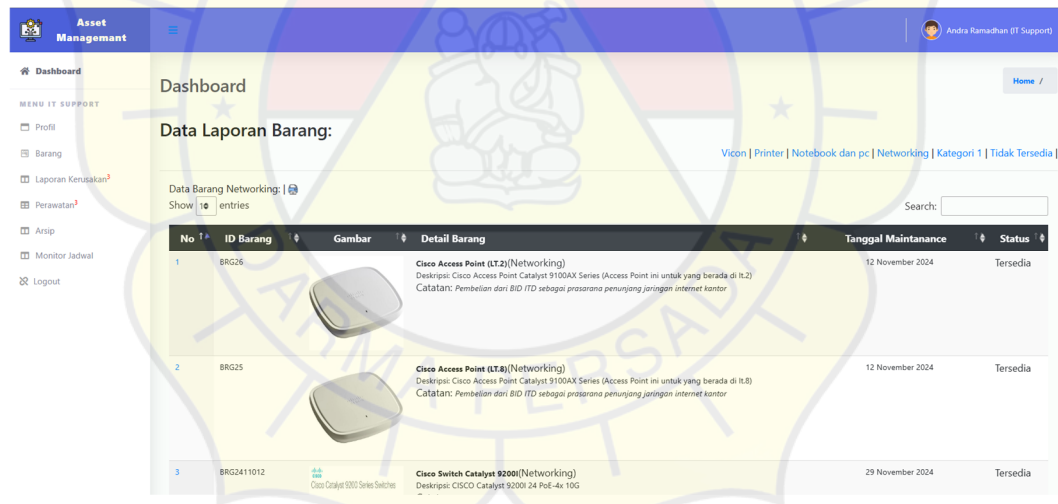 Asset
Managemant
Andra Ramadhan (IT Support)
Dashboard
MENU IT SUPPORT
Profil
Barang
Laporan Kerusakan3
Perawatan3
Arsip
Monitor Jadwal
Logout
Dashboard
Home /
Data Laporan Barang:
Vicon | Printer | Notebook dan pc | Networking | Kategori 1 | Tidak Tersedia |
Data Barang Networking: |
Show 10 entries
Search:
No ID Barang Gambar Detail Barang Tanggal Maintanance Status
1 BRG26 Cisco Access Point (LT.2)(Networking) 12 November 2024 Tersedia
Deskripsi: Cisco Access Point Catalyst 9100AX Series (Access Point ini untuk yang berada di lt.2)
Catatan: Pembelian dari BID ITD sebagai prasarana penunjang jaringan internet kantor
2 BRG25 Cisco Access Point (LT.8)(Networking) 12 November 2024 Tersedia
Deskripsi: Cisco Access Point Catalyst 9100AX Series (Access Point ini untuk yang berada di lt.8)
Catatan: Pembelian dari BID ITD sebagai prasarana penunjang jaringan internet kantor
3 BRG2411012 Cisco Switch Catalyst 9200l(Networking) 29 November 2024 Tersedia
Cisco Catalyst 9200 Series Switches
Deskripsi: CISCO Catalyst 9200l 24 PoE-4x 10G
DARMA PERSADA